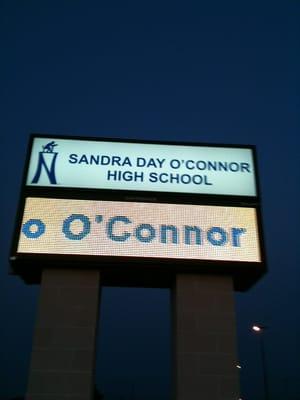 N
SANDRA DAY O'CONNOR
HIGH SCHOOL
o O'Connor